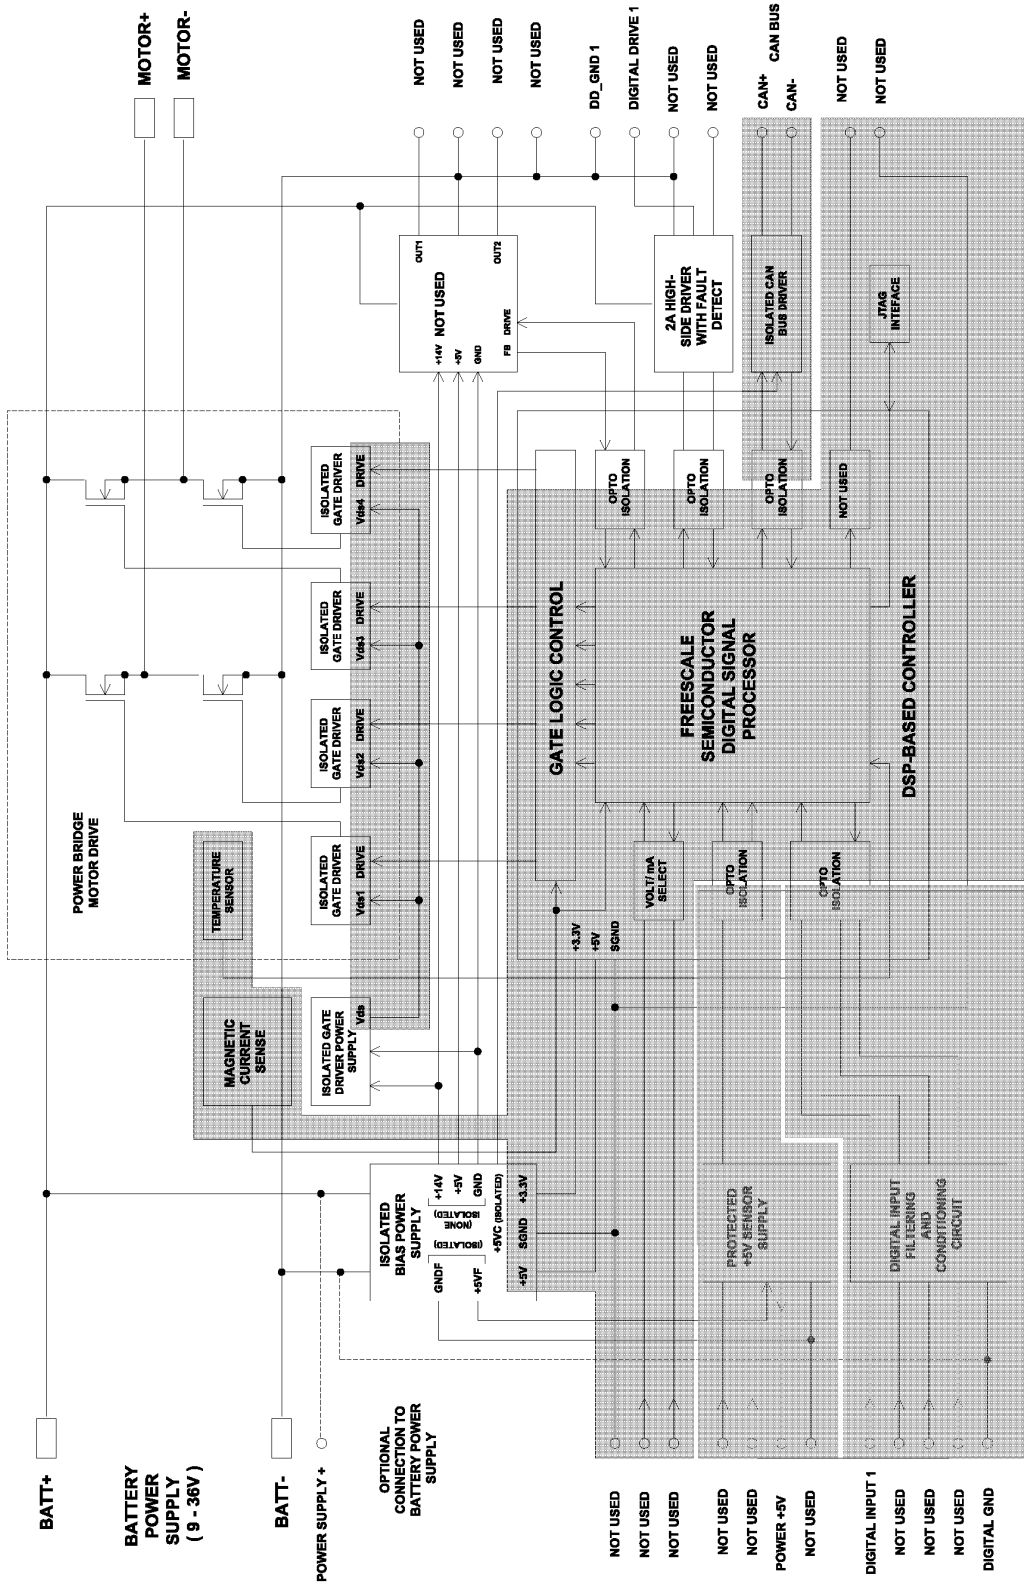 BATT+
BATTERY
POWER
SUPPLY
( 9 - 36V )
BATT-
POWER SUPPLY +
OPTIONAL
CONNECTION TO
BATTERY POWER
SUPPLY
NOT USED
NOT USED
NOT USED
NOT USED
NOT USED
POWER +5V
NOT USED
DIGITAL INPUT 1
NOT USED
NOT USED
NOT USED
DIGITAL GND
ISOLATED
BIAS POWER
SUPPLY
+14V
+5V
GND
(NONE
ISOLATED)
(ISOLATED)
GNDF
+5VF
+5VC (ISOLATED)
+5V
SGND
+3.3V
PROTECTED
+5V SENSOR
SUPPLY
DIGITAL INPUT
FILTERING
AND
CONDITIONING
CIRCUIT
MAGNETIC
CURRENT
SENSE
ISOLATED GATE
DRIVER POWER
SUPPLY
Vds
POWER BRIDGE
MOTOR DRIVE
TEMPERATURE
SENSOR
ISOLATED
GATE DRIVER
Vds1 DRIVE
ISOLATED
GATE DRIVER
Vds2 DRIVE
ISOLATED
GATE DRIVER
Vds3 DRIVE
ISOLATED
GATE DRIVER
Vds4 DRIVE
+3.3V
+5V
SGND
GATE LOGIC CONTROL
VOLT/ mA
SELECT
OPTO
ISOLATION
OPTO
ISOLATION
FREESCALE
SEMICONDUCTOR
DIGITAL SIGNAL
PROCESSOR
DSP-BASED CONTROLLER
OPTO
ISOLATION
OPTO
ISOLATION
OPTO
ISOLATION
NOT USED
+14V
+5V
GND
NOT USED
OUT1
OUT2
FB DRIVE
2A HIGH-
SIDE DRIVER
WITH FAULT
DETECT
ISOLATED CAN
BUS DRIVER
JTAG
INTEFACE
MOTOR+
MOTOR-
NOT USED
NOT USED
NOT USED
NOT USED
DD_GND 1
DIGITAL DRIVE 1
NOT USED
NOT USED
CAN+
CAN BUS
CAN-
NOT USED
NOT USED